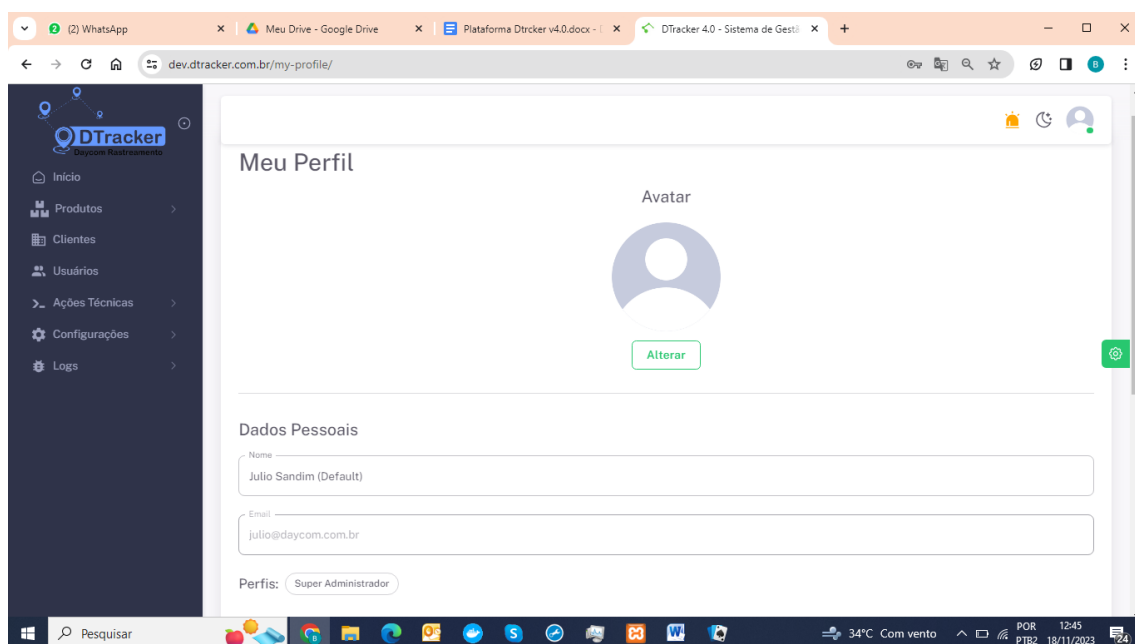 (2) WhatsApp
Meu Drive - Google Drive
Plataforma Dtrcker v4.0.docx -
DTracker 4.0 - Sistema de Gestã
dev.dtracker.com.br/my-profile/
B
DTracker
Daycom Rastreamento
Início
Produtos
Clientes
Usuários
Ações Técnicas
Configurações
Logs
Meu Perfil
Avatar
Alterar
Dados Pessoais
Nome
Julio Sandim (Default)
Email
julio@daycom.com.br
Perfis: Super Administrador
Pesquisar
34°C Com vento
POR
PTB2
12:45
18/11/2023
24